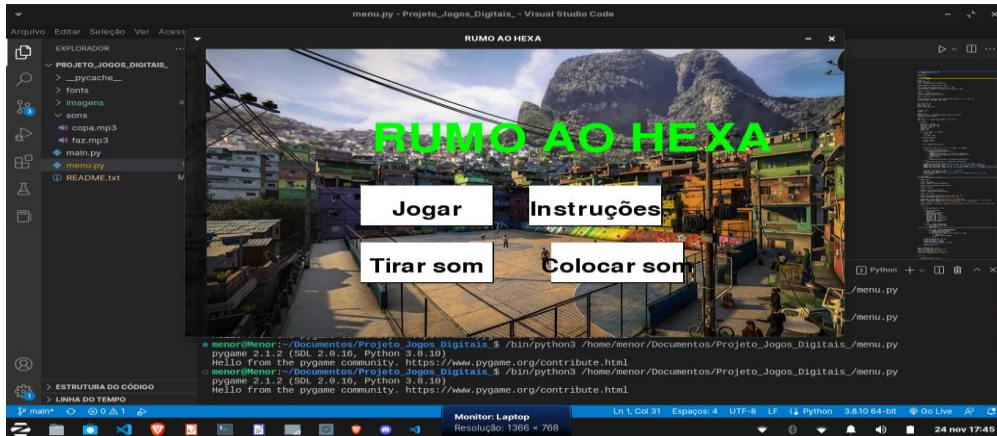 menu.py - Projeto_Jogos_Digitais_ - Visual Studio Code
Arquivo Editar Seleção Ver Acess
EXPLORADOR
PROJETO_JOGOS_DIGITAIS_
__pycache__
fonts
imagens
sons
copa.mp3
faz.mp3
main.py
menu.py
README.txt M
RUMO AO HEXA
RUMO AO HEXA
Jogar Instruções
Tirar som Colocar som
Python
_/menu.py
_/menu.py
menor@Menor:~/Documentos/Projeto_Jogos_Digitais_$ /bin/python3 /home/menor/Documentos/Projeto_Jogos_Digitais_/menu.py
pygame 2.1.2 (SDL 2.0.16, Python 3.8.10)
Hello from the pygame community. https://www.pygame.org/contribute.html
menor@Menor:~/Documentos/Projeto_Jogos_Digitais_$ /bin/python3 /home/menor/Documentos/Projeto_Jogos_Digitais_/menu.py
pygame 2.1.2 (SDL 2.0.16, Python 3.8.10)
Hello from the pygame community. https://www.pygame.org/contribute.html
ESTRUTURA DO CÓDIGO
LINHA DO TEMPO
main* 0 1 Ln 1, Col 31 Espaços: 4 UTF-8 LF Python 3.8.10 64-bit Go Live
Monitor: Laptop
Resolução: 1366 × 768
24 nov 17:45